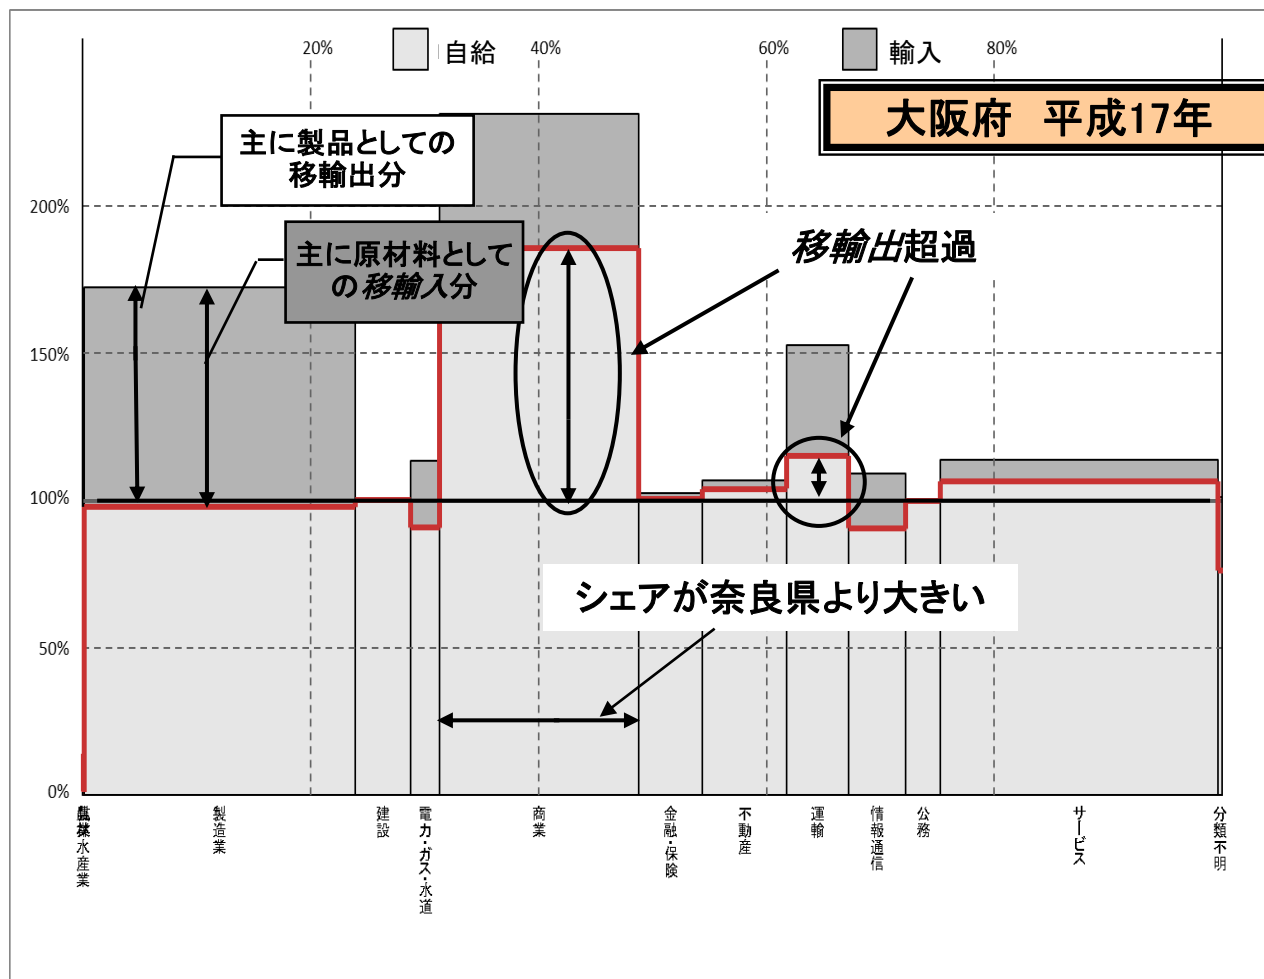 20%
40%
60%
80%
自給
輸入
大阪府 平成17年
主に製品としての
移輸出分
主に原材料として
の移輸入分
移輸出超過
200%
150%
100%
50%
0%
シェアが奈良県より大きい
製造業
建設
電力・ガス・水道
商業
金融・保険
不動産
運輸
情報通信
公務
サービス
分類不明